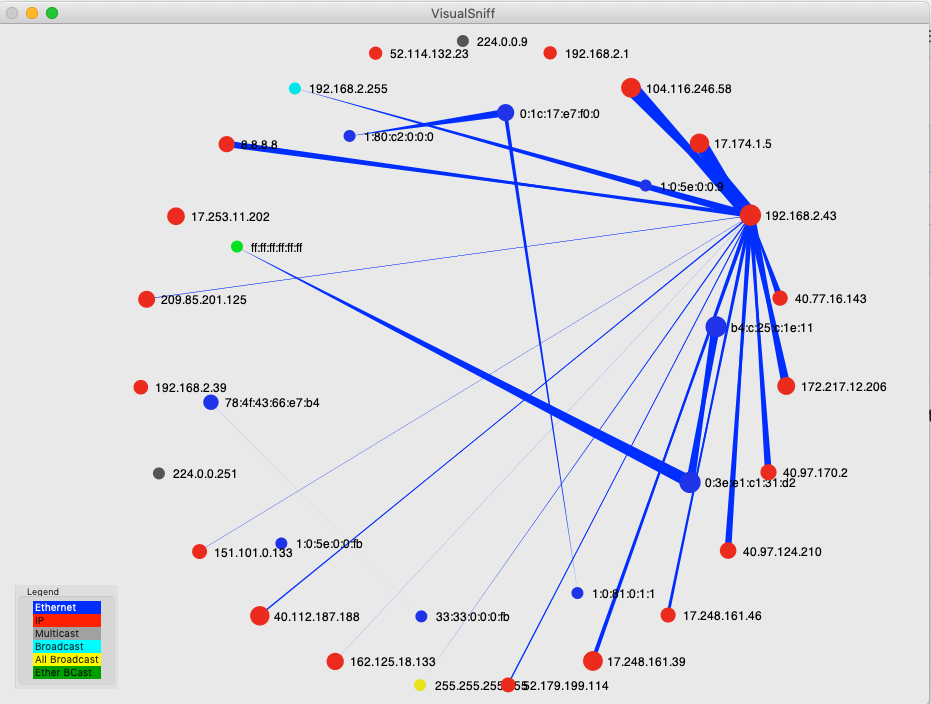 VisualSniff
224.0.0.9
52.114.132.23
192.168.2.1
192.168.2.255
104.116.246.58
0:1c:17:e7:f0:0
1:80:c2:0:0:0
8.8.8.8
17.174.1.5
1:0:5e:0:0:9
17.253.11.202
192.168.2.43
ff:ff:ff:ff:ff:ff
209.85.201.125
40.77.16.143
b4:c:25:c:1e:11
192.168.2.39
172.217.12.206
78:4f:43:66:e7:b4
224.0.0.251
40.97.170.2
0:3e:e1:c1:31:d2
151.101.0.133
1:0:5e:0:0:fb
40.97.124.210
1:0:81:0:1:1
40.112.187.188
33:33:0:0:0:fb
17.248.161.46
162.125.18.133
17.248.161.39
255.255.255.255
52.179.199.114
Legend
Ethernet
IP
Multicast
Broadcast
All Broadcast
Ether BCast